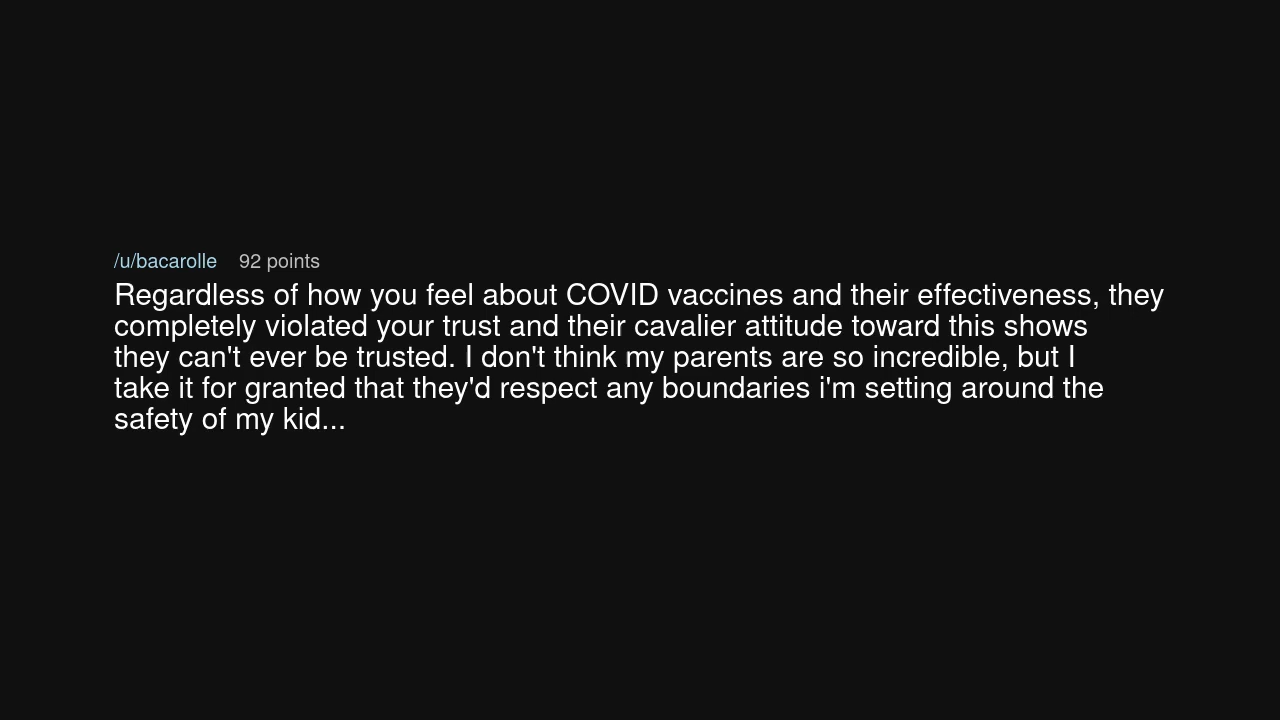 /u/bacarolle 92 points
Regardless of how you feel about COVID vaccines and their effectiveness, they
completely violated your trust and their cavalier attitude toward this shows
they can't ever be trusted. I don't think my parents are so incredible, but I
take it for granted that they'd respect any boundaries i'm setting around the
safety of my kid...